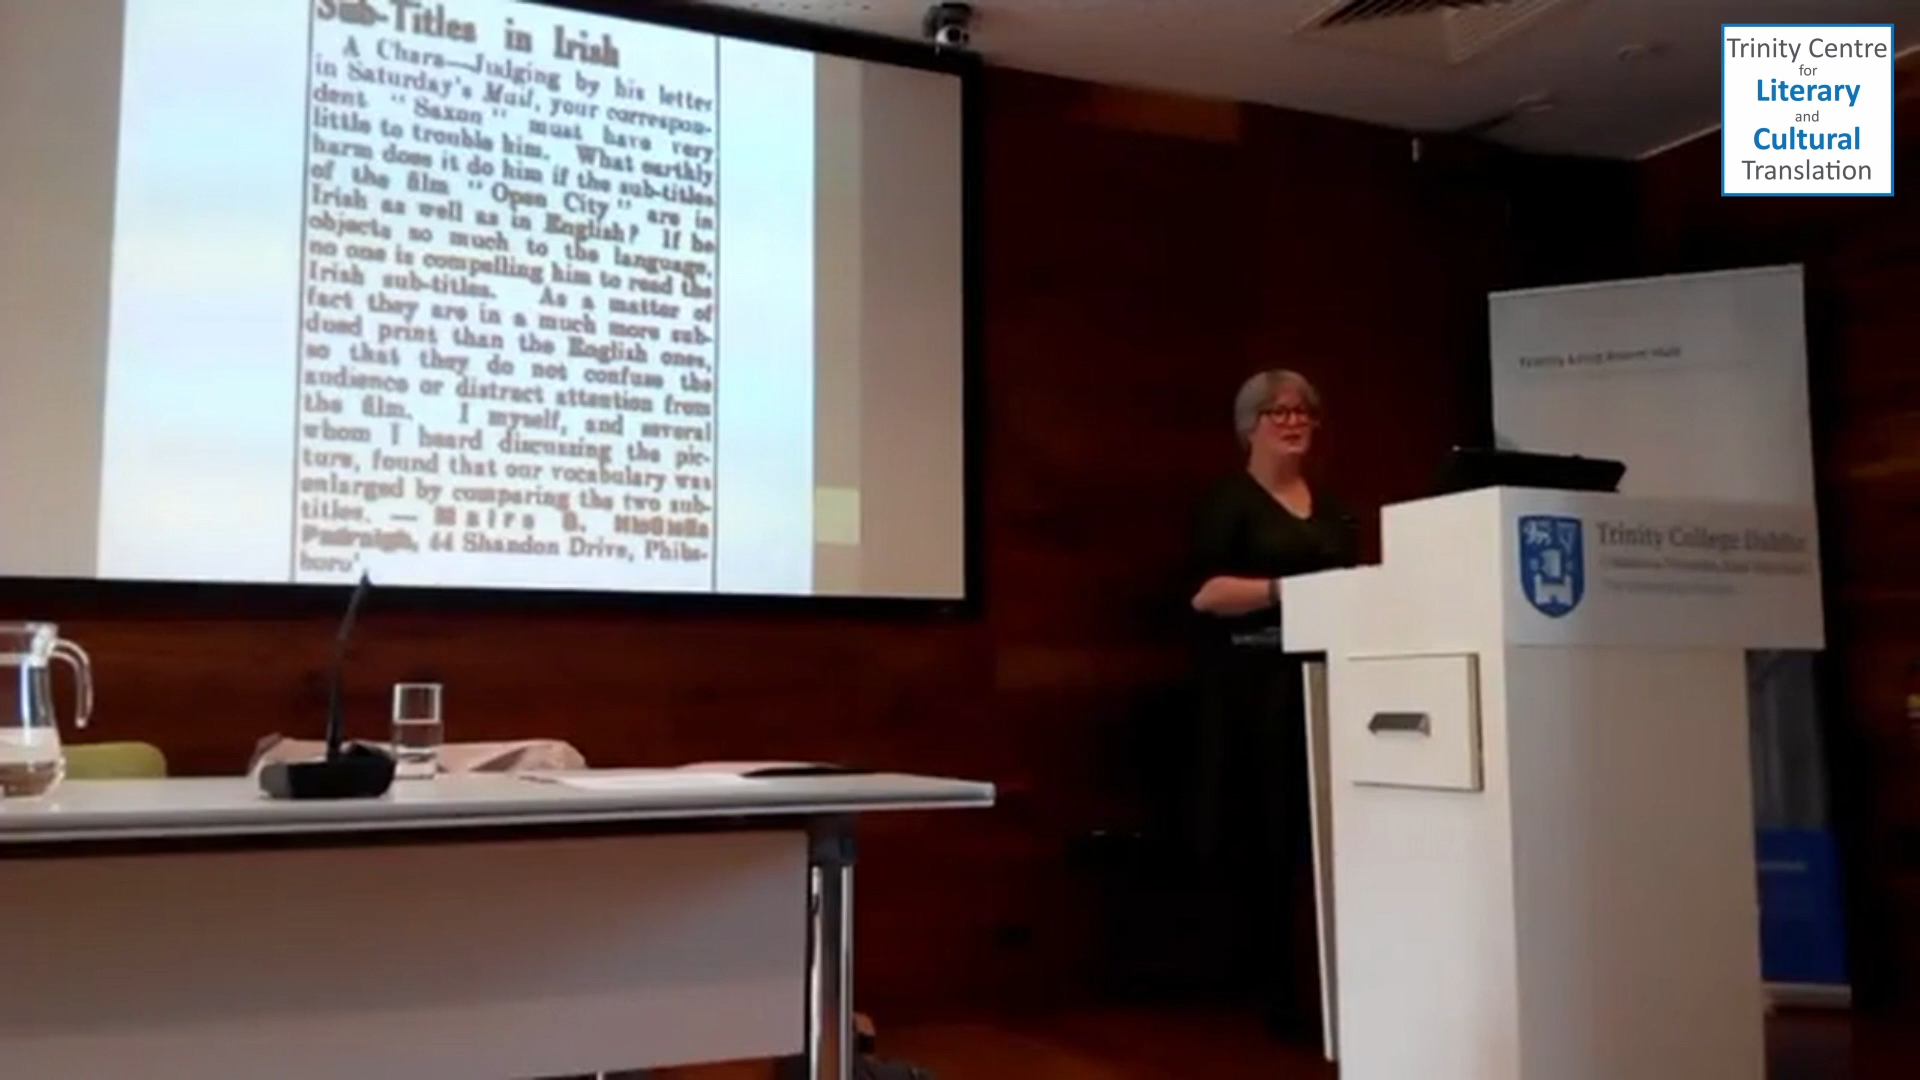 Sub-Titles in Irish
A Chara—Judging by his letter
in Saturday's Mail, your correspon-
dent "Saxon" must have very
little to trouble him. What earthly
harm does it do him if the sub-titles
of the film "Open City" are in
Irish as well as in English? If he
objects so much to the language,
no one is compelling him to read the
Irish sub-titles. As a matter of
fact they are in a much more sub-
dued print than the English ones,
so that they do not confuse the
audience or distract attention from
the film. I myself, and several
whom I heard discussing the pic-
ture, found that our vocabulary was
enlarged by comparing the two sub-
titles. —
44 Shandon Drive, Phibs-
boro'
Trinity Centre
for
Literary
and
Cultural
Translation
Trinity Long Room Hub
Trinity College Dublin